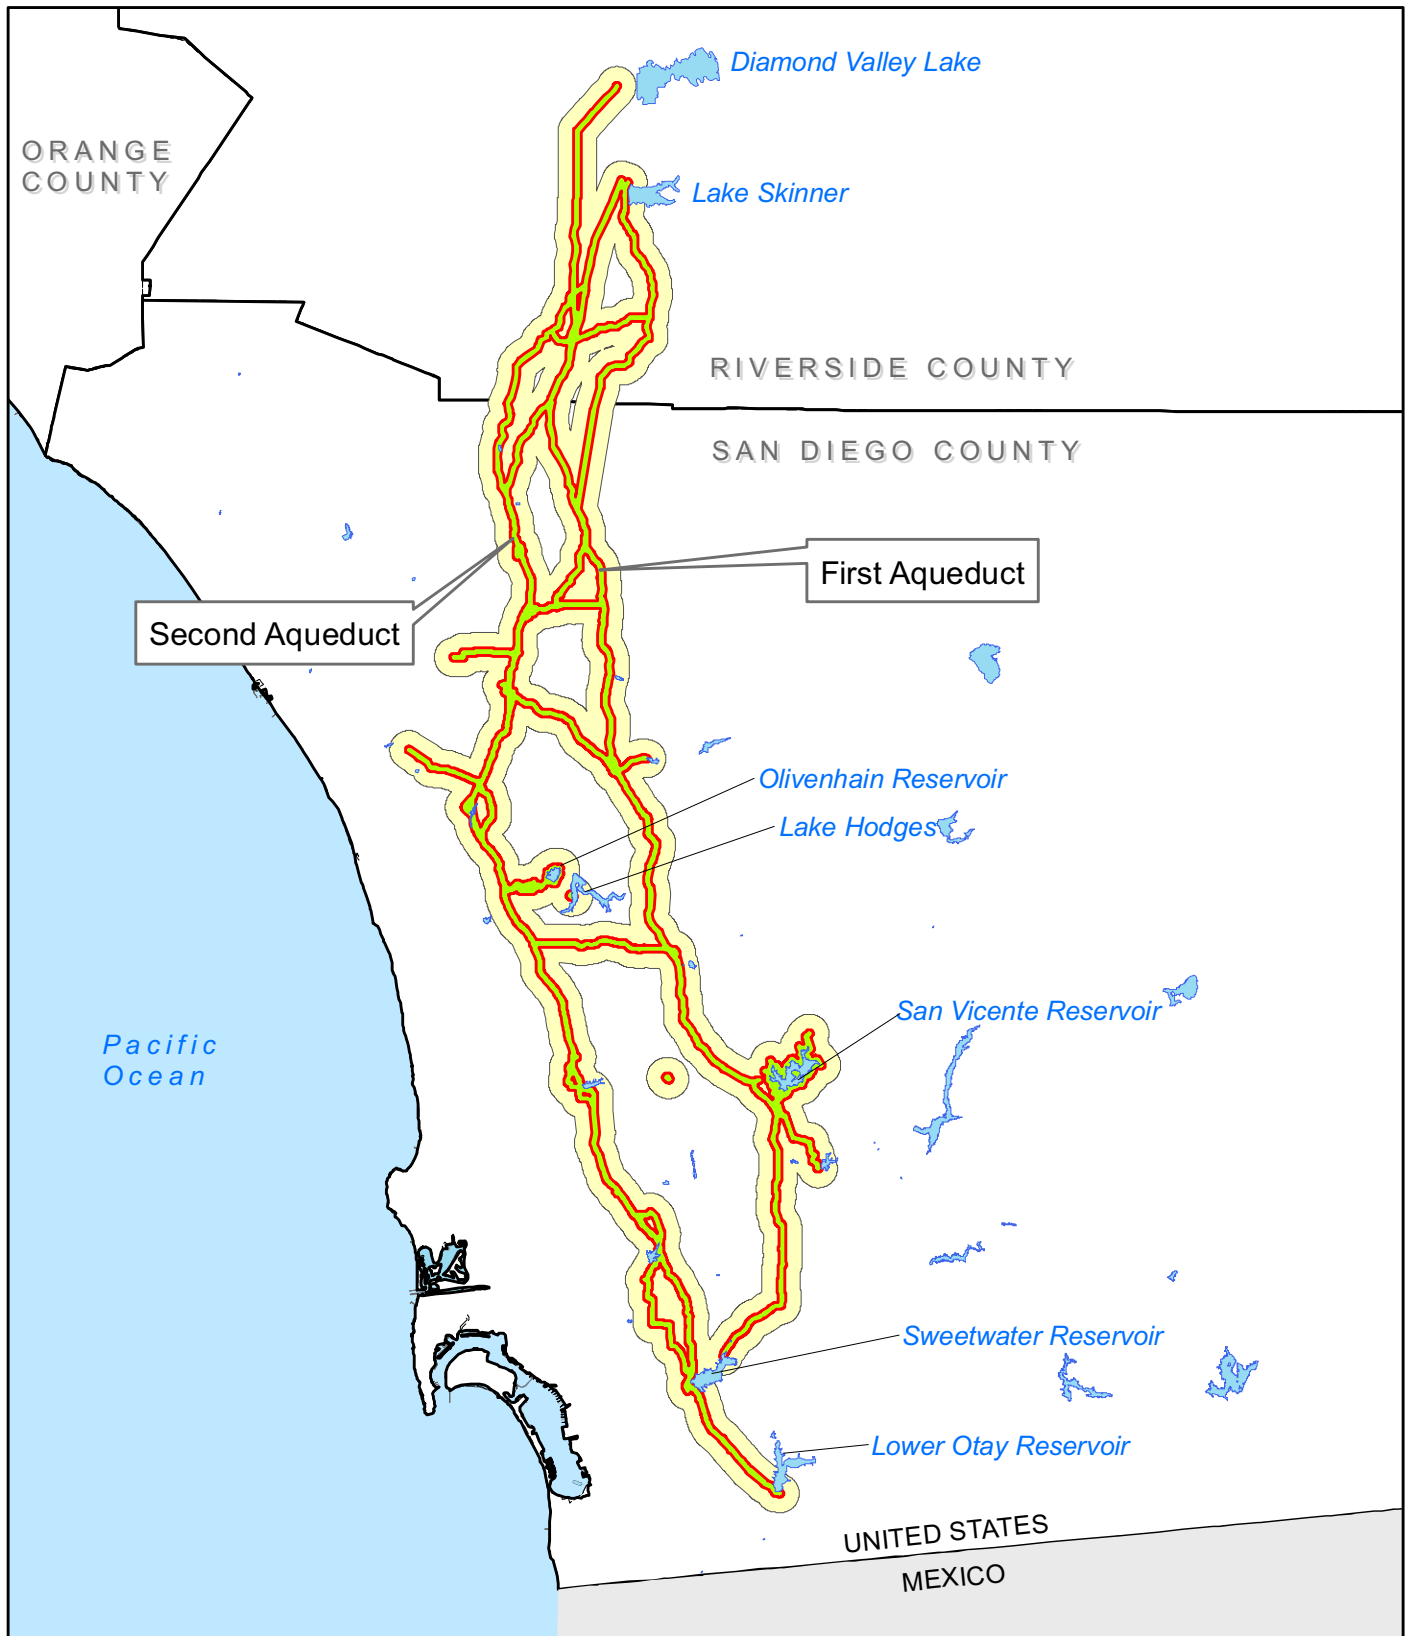 Diamond Valley Lake
ORANGE
COUNTY
Lake Skinner
RIVERSIDE COUNTY
SAN DIEGO COUNTY
First Aqueduct
Second Aqueduct
Olivenhain Reservoir
Lake Hodges
San Vicente Reservoir
Pacific
Ocean
Sweetwater Reservoir
Lower Otay Reservoir
UNITED STATES
MEXICO